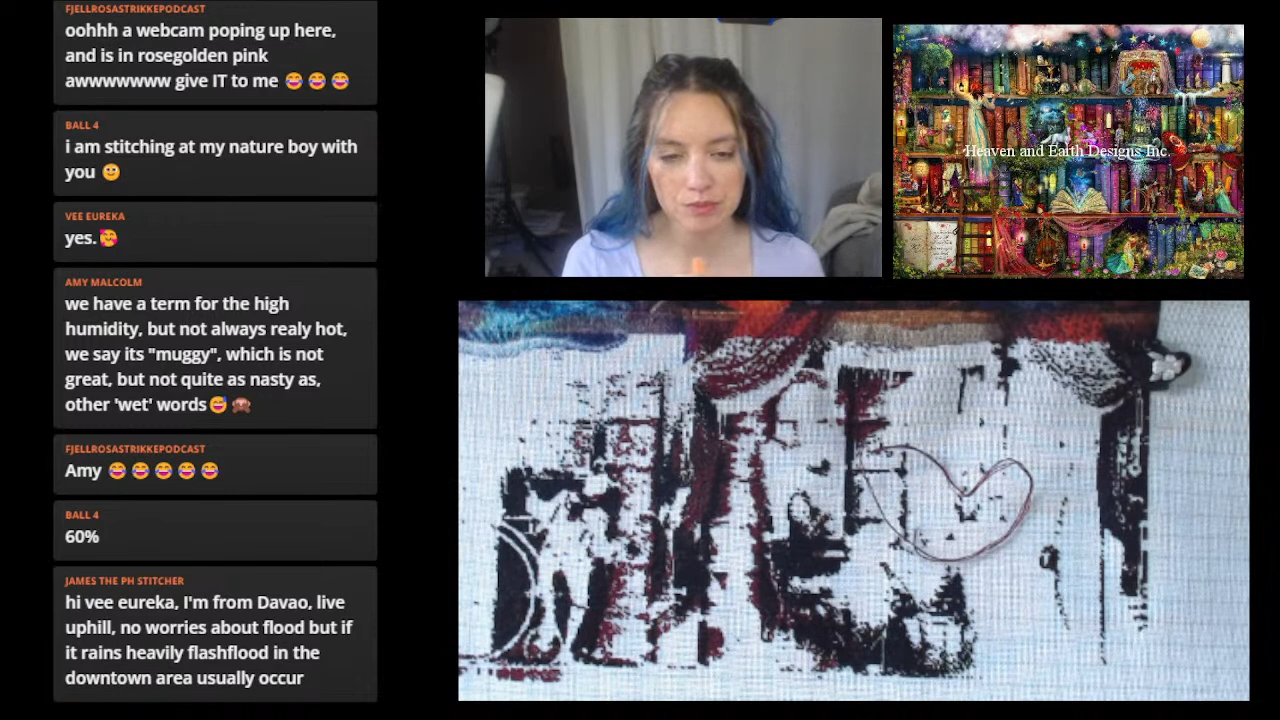 FJELLROSASTRIKKEPODCAST
oohhh a webcam poping up here,
and is in rosegolden pink
awwwwwww give IT to me 😂 😂 😂
BALL 4
i am stitching at my nature boy with
you 🙂
VEE EUREKA
yes.🥰
AMY MALCOLM
we have a term for the high
humidity, but not always realy hot,
we say its "muggy", which is not
great, but not quite as nasty as,
other 'wet' words😅🙈
FJELLROSASTRIKKEPODCAST
Amy 😂 😂 😂 😂 😂
BALL 4
60%
JAMES THE PH STITCHER
hi vee eureka, I'm from Davao, live
uphill, no worries about flood but if
it rains heavily flashflood in the
downtown area usually occur
Heaven and Earth Designs Inc